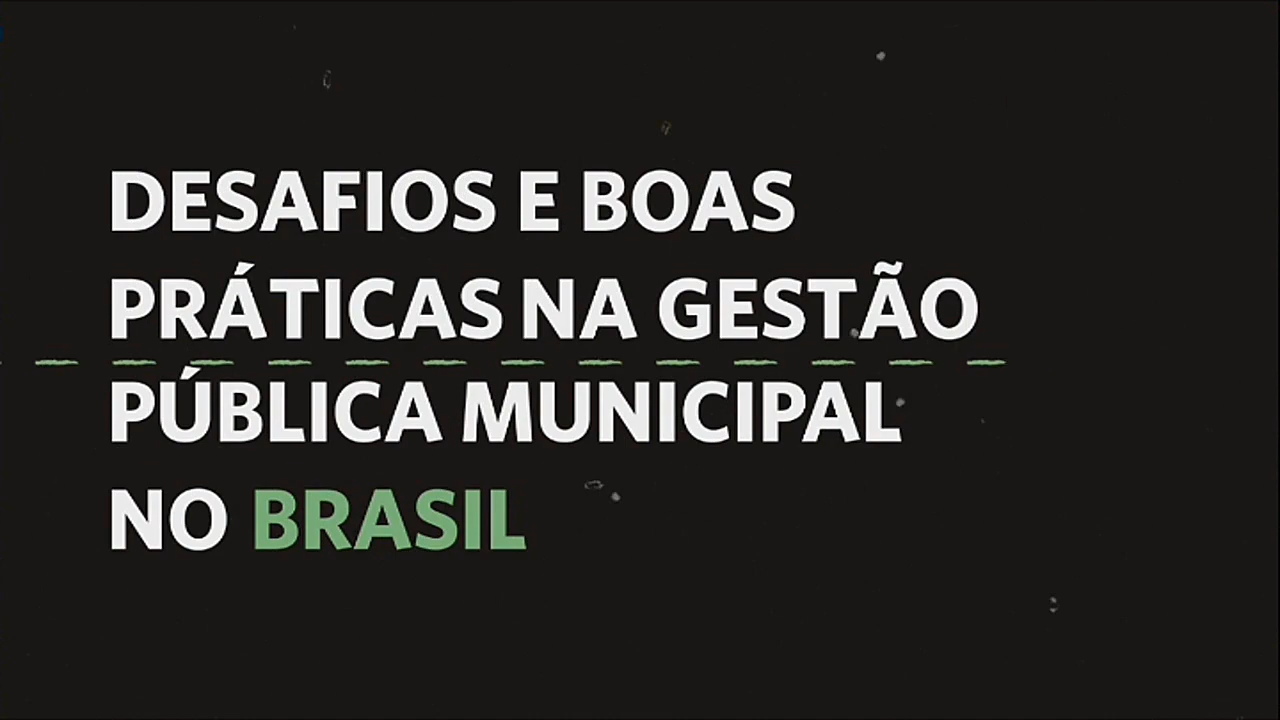 DESAFIOS E BOAS
PRÁTICAS NA GESTÃO
PÚBLICA MUNICIPAL
NO BRASIL